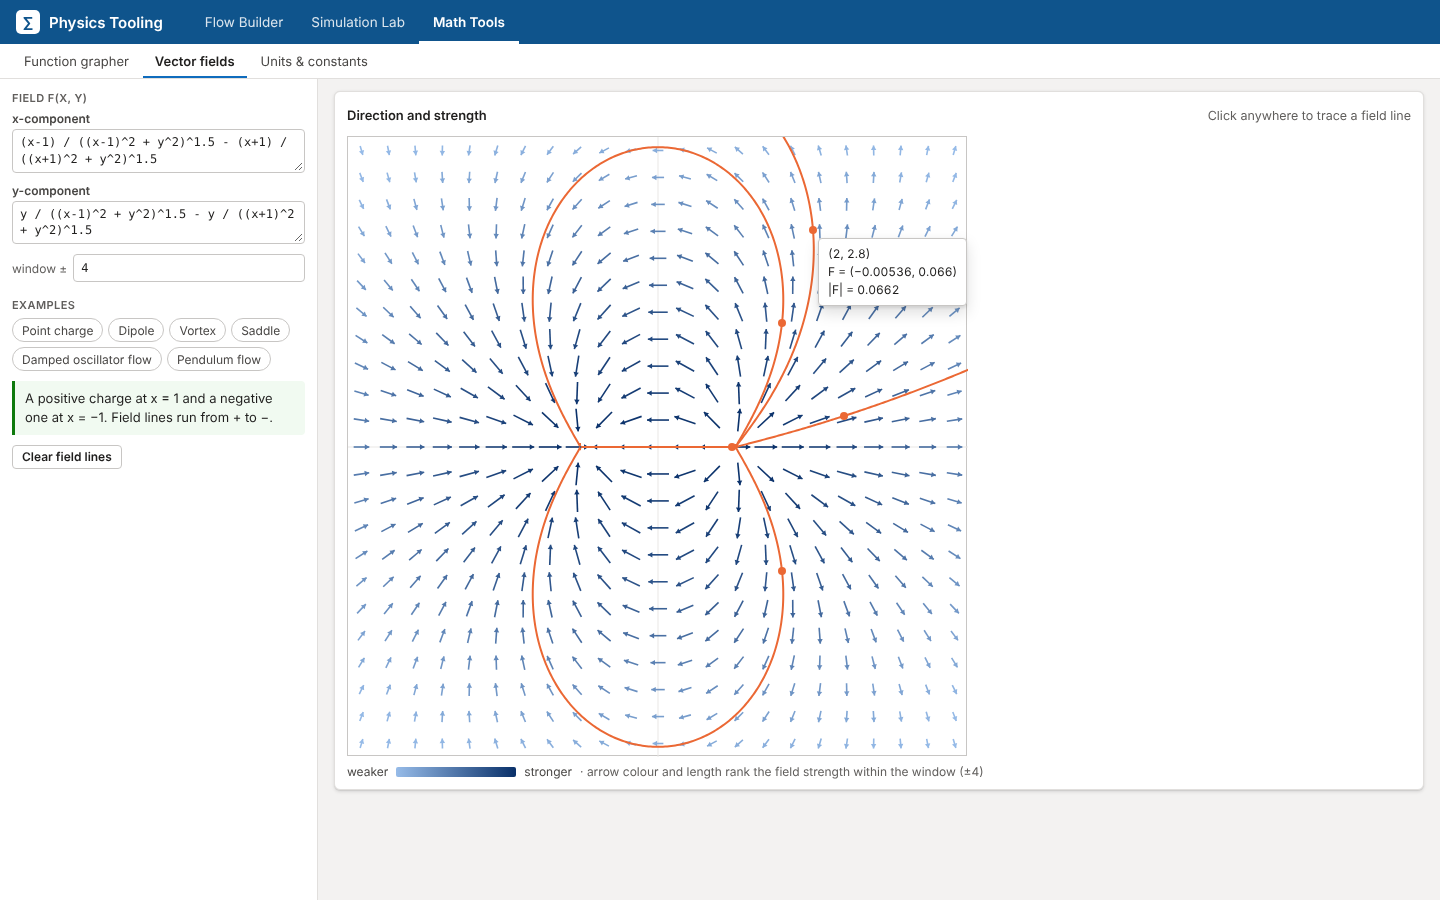 ∑ Physics Tooling Flow Builder Simulation Lab Math Tools
Function grapher Vector fields Units & constants
FIELD F(X, Y)
x-component
(x-1) / ((x-1)^2 + y^2)^1.5 - (x+1) /
((x+1)^2 + y^2)^1.5
y-component
y / ((x-1)^2 + y^2)^1.5 - y / ((x+1)^2
+ y^2)^1.5
window ± 4
EXAMPLES
Point charge Dipole Vortex Saddle
Damped oscillator flow Pendulum flow
A positive charge at x = 1 and a negative
one at x = −1. Field lines run from + to −.
Clear field lines
Direction and strength Click anywhere to trace a field line
(2, 2.8)
F = (−0.00536, 0.066)
|F| = 0.0662
weaker stronger · arrow colour and length rank the field strength within the window (±4)